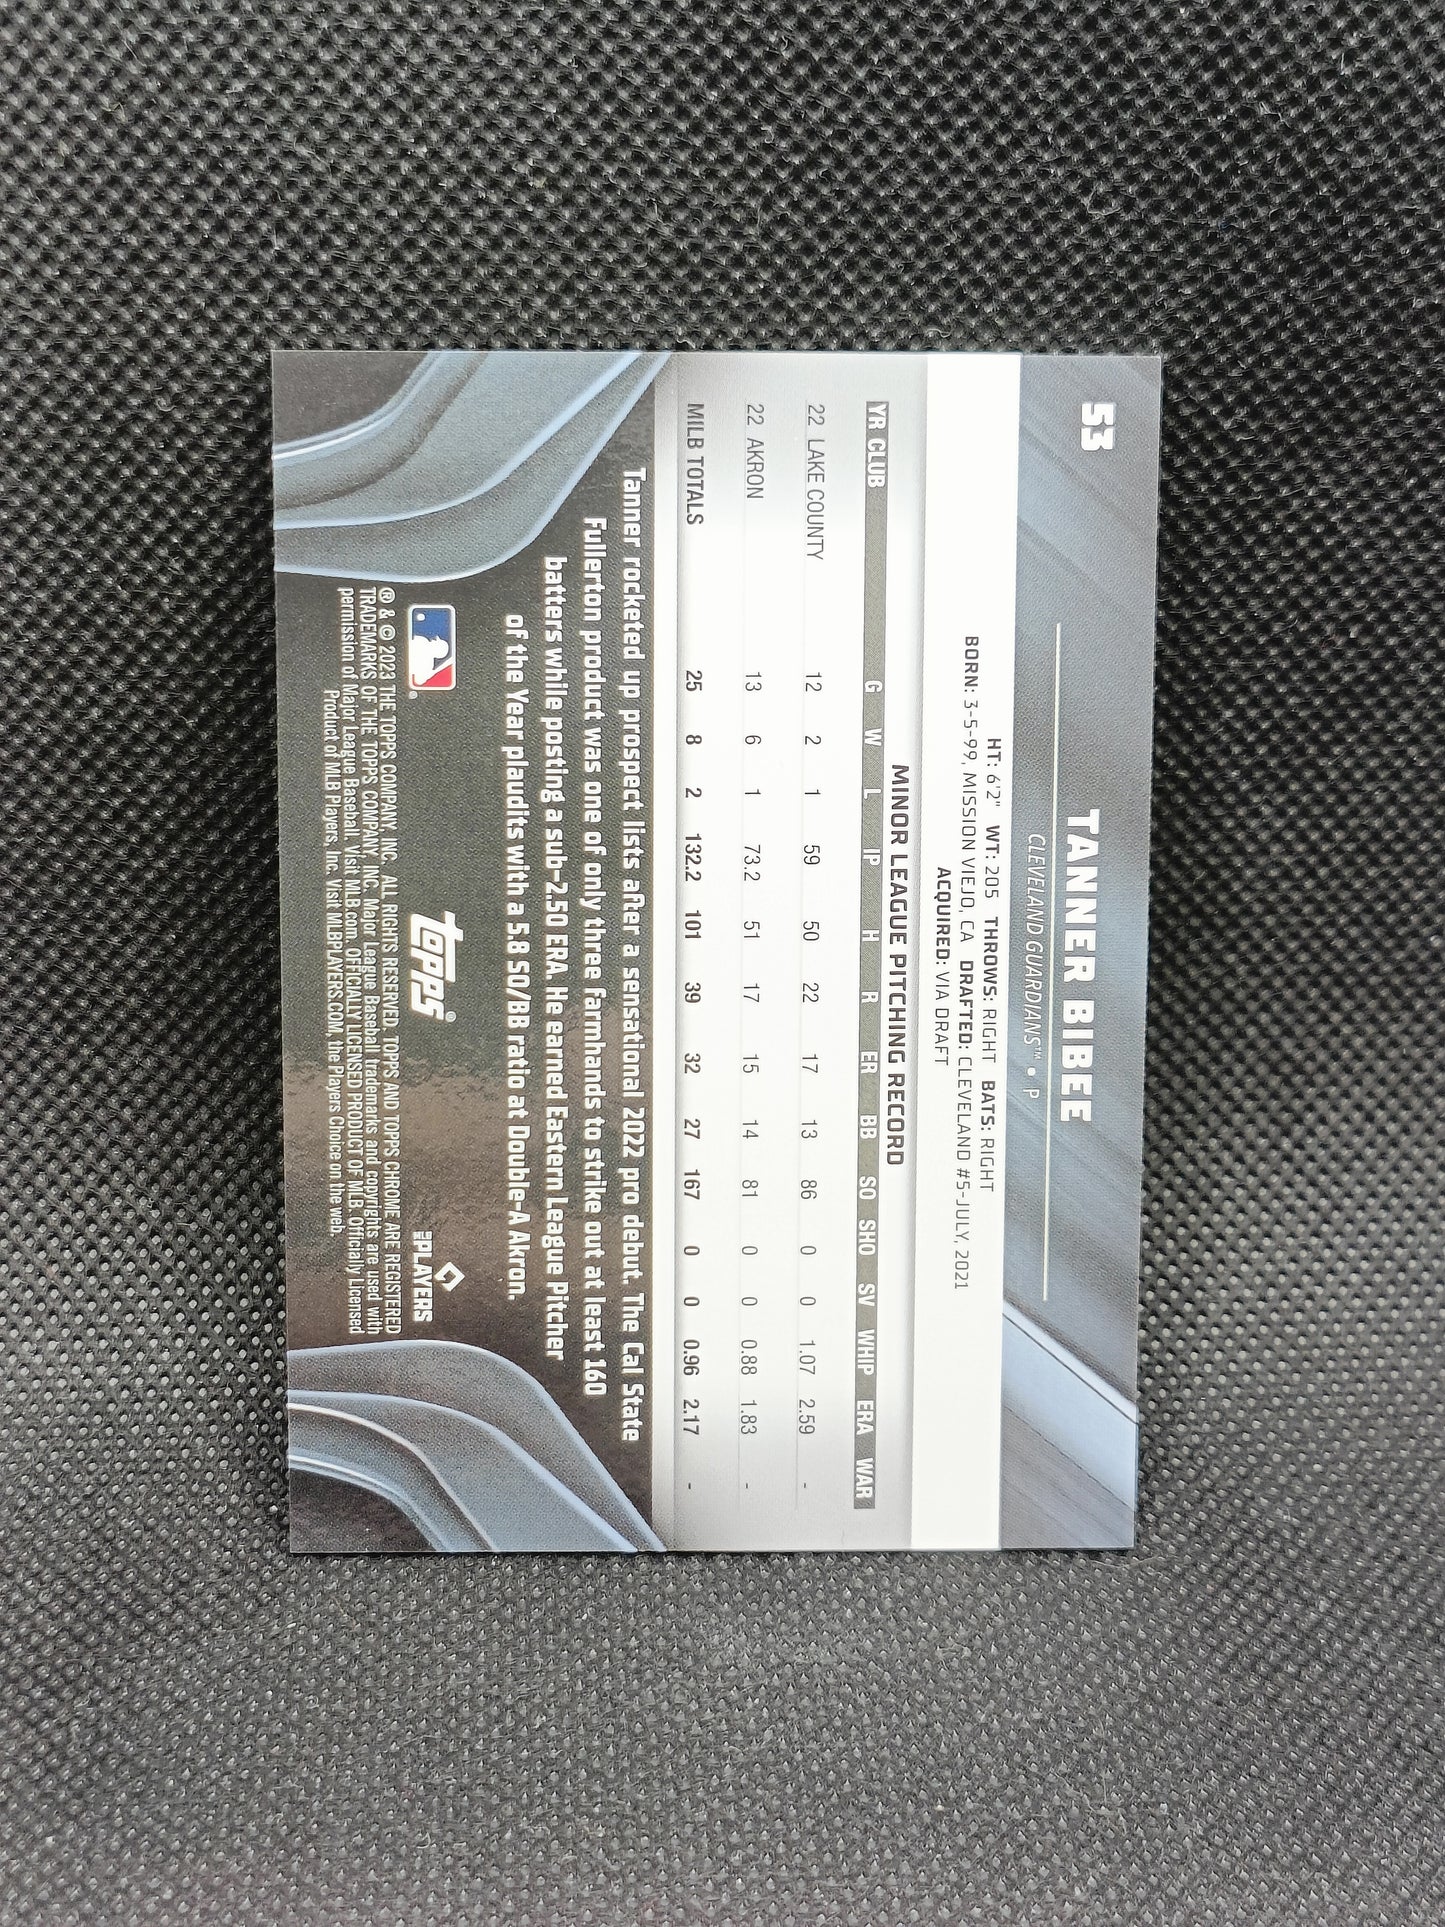 53
TANNER BIBEE
CLEVELAND GUARDIANS™ • P
HT: 6'2" WT: 205 THROWS: RIGHT BATS: RIGHT
BORN: 3-5-99, MISSION VIEJO, CA DRAFTED: CLEVELAND #5-JULY, 2021
ACQUIRED: VIA DRAFT
MINOR LEAGUE PITCHING RECORD
YR CLUB G W L IP H R ER BB SO SHO SV WHIP ERA WAR
22 LAKE COUNTY 12 2 1 59 50 22 17 13 86 0 0 1.07 2.59 -
22 AKRON 13 6 1 73.2 51 17 15 14 81 0 0 0.88 1.83 -
MILB TOTALS 25 8 2 132.2 101 39 32 27 167 0 0 0.96 2.17 -
Tanner rocketed up prospect lists after a sensational 2022 pro debut. The Cal State
Fullerton product was one of only three farmhands to strike out at least 160
batters while posting a sub-2.50 ERA. He earned Eastern League Pitcher
of the Year plaudits with a 5.8 SO/BB ratio at Double-A Akron.
®
topps®
MLB PLAYERS
® & © 2023 THE TOPPS COMPANY, INC. ALL RIGHTS RESERVED. TOPPS AND TOPPS CHROME ARE REGISTERED
TRADEMARKS OF THE TOPPS COMPANY, INC. Major League Baseball trademarks and copyrights are used with
permission of Major League Baseball. Visit MLB.com. OFFICIALLY LICENSED PRODUCT OF MLB. Officially Licensed
Product of MLB Players, Inc. Visit MLBPLAYERS.COM, the Players Choice on the web.